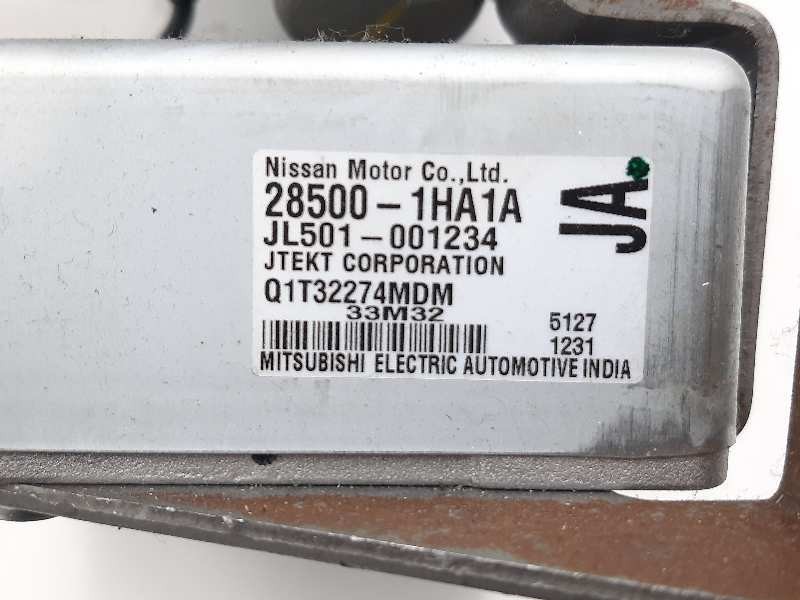 Nissan Motor Co.,Ltd.
28500-1HA1A
JL501-001234
JTEKT CORPORATION
Q1T32274MDM
33M32
5127
1231
MITSUBISHI ELECTRIC AUTOMOTIVE INDIA
JA